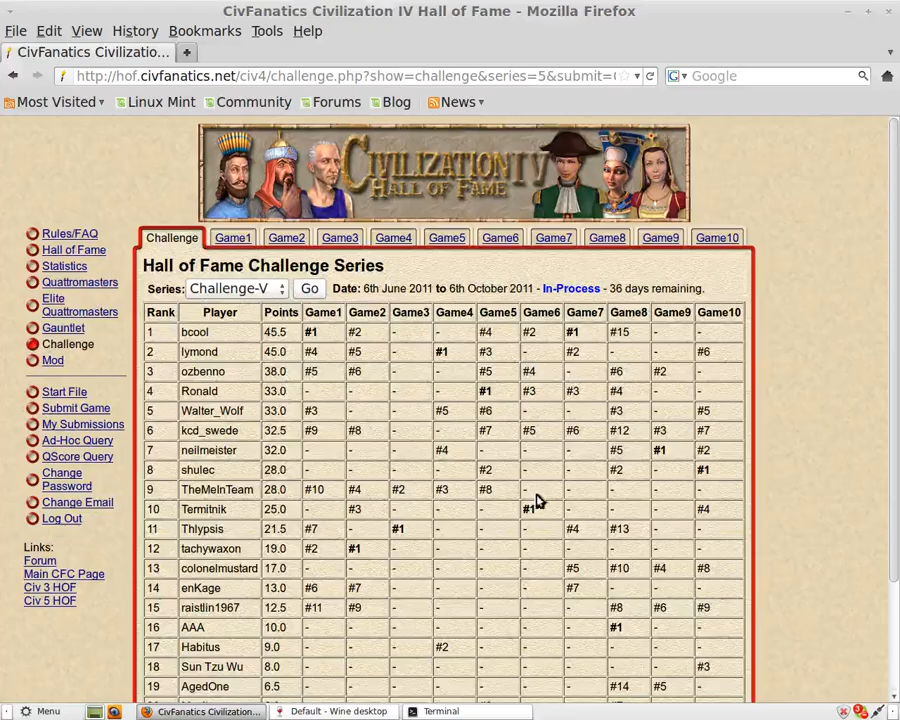 CivFanatics Civilization IV Hall of Fame - Mozilla Firefox
File Edit View History Bookmarks Tools Help
CivFanatics Civilizatio...
http://hof.civfanatics.net/civ4/challenge.php?show=challenge&series=5&submit=
Google
Most Visited Linux Mint Community Forums Blog News
CIVILIZATION IV
HALL OF FAME
Rules/FAQ
Hall of Fame
Statistics
Quattromasters
Elite
Quattromasters
Gauntlet
Challenge
Mod
Start File
Submit Game
My Submissions
Ad-Hoc Query
QScore Query
Change
Password
Change Email
Log Out
Links:
Forum
Main CFC Page
Civ 3 HOF
Civ 5 HOF
Challenge Game1 Game2 Game3 Game4 Game5 Game6 Game7 Game8 Game9 Game10
Hall of Fame Challenge Series
Series: Challenge-V Go Date: 6th June 2011 to 6th October 2011 - In-Process - 36 days remaining.
Rank Player Points Game1 Game2 Game3 Game4 Game5 Game6 Game7 Game8 Game9 Game10
1 bcool 45.5 #1 #2 - - #4 #2 #1 #15 - -
2 lymond 45.0 #4 #5 - #1 #3 - #2 - - #6
3 ozbenno 38.0 #5 #6 - - #5 #4 - #6 #2 -
4 Ronald 33.0 - - - - #1 #3 #3 #4 - -
5 Walter_Wolf 33.0 #3 - - #5 #6 - - #3 - #5
6 kcd_swede 32.5 #9 #8 - - #7 #5 #6 #12 #3 #7
7 neilmeister 32.0 - - - #4 - - - #5 #1 #2
8 shulec 28.0 - - - - #2 - - #2 - #1
9 TheMeInTeam 28.0 #10 #4 #2 #3 #8 - - - - -
10 Termitnik 25.0 - #3 - - - #1 - - - #4
11 Thlypsis 21.5 #7 - #1 - - - #4 #13 - -
12 tachywaxon 19.0 #2 #1 - - - - - - - -
13 colonelmustard 17.0 - - - - - - #5 #10 #4 #8
14 enKage 13.0 #6 #7 - - - - #7 - - -
15 raistlin1967 12.5 #11 #9 - - - - - #8 #6 #9
16 AAA 10.0 - - - - - - - #1 - -
17 Habitus 9.0 - - - #2 - - - - - -
18 Sun Tzu Wu 8.0 - - - - - - - - - #3
19 AgedOne 6.5 - - - - - - - #14 #5 -
Menu CivFanatics Civilization... Default - Wine desktop Terminal